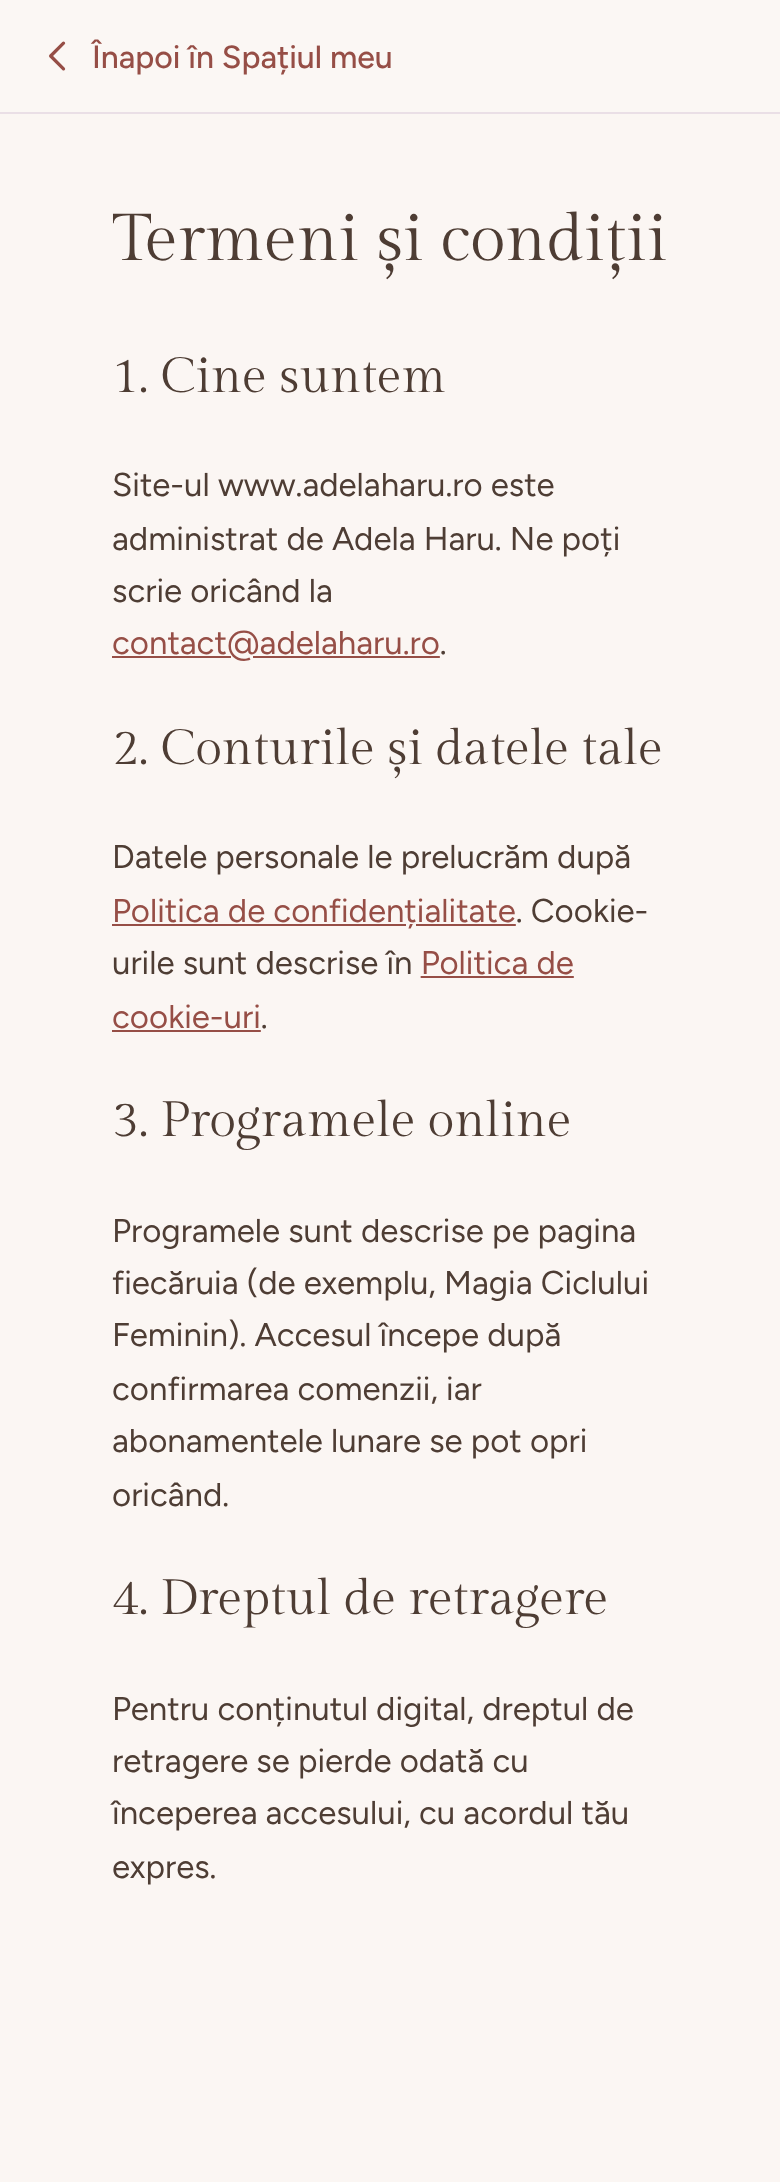 Înapoi în Spațiul meu
Termeni și condiții
1. Cine suntem
Site-ul www.adelaharu.ro este
administrat de Adela Haru. Ne poți
scrie oricând la
contact@adelaharu.ro.
2. Conturile și datele tale
Datele personale le prelucrăm după
Politica de confidențialitate. Cookie-
urile sunt descrise în Politica de
cookie-uri.
3. Programele online
Programele sunt descrise pe pagina
fiecăruia (de exemplu, Magia Ciclului
Feminin). Accesul începe după
confirmarea comenzii, iar
abonamentele lunare se pot opri
oricând.
4. Dreptul de retragere
Pentru conținutul digital, dreptul de
retragere se pierde odată cu
începerea accesului, cu acordul tău
expres.